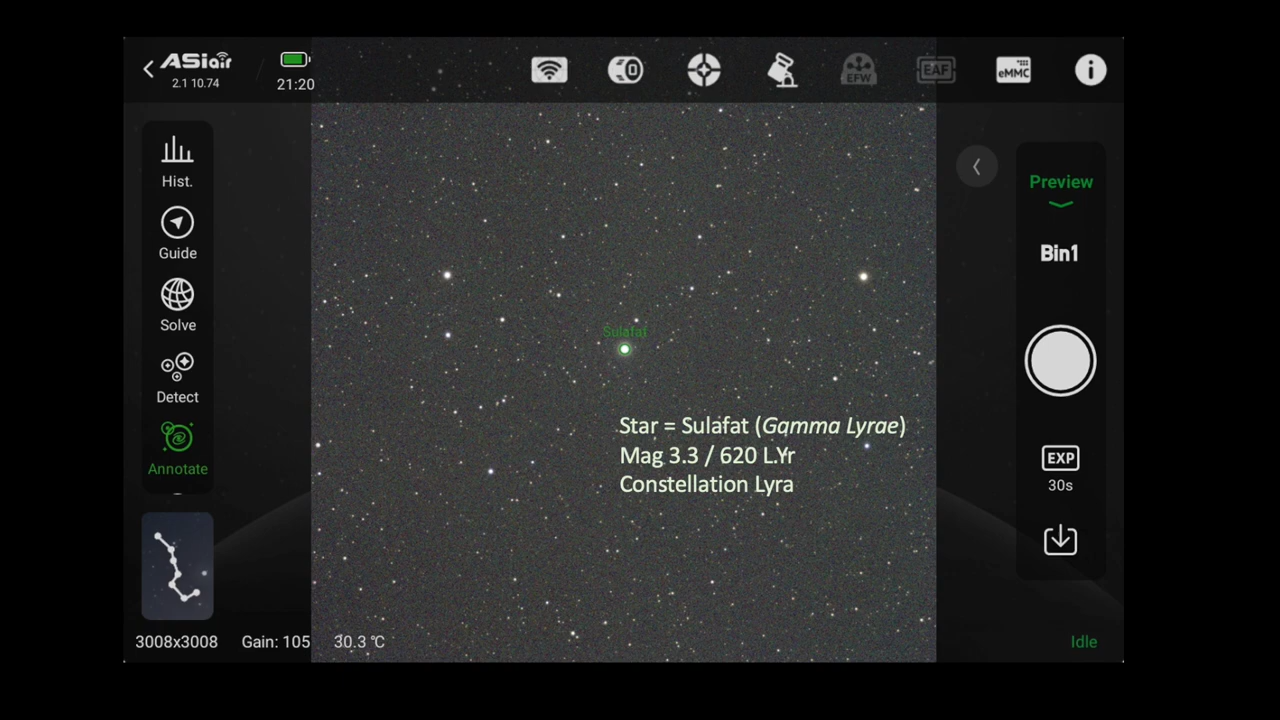 ASiair
2.1 10.74
21:20
EFW
EAF
eMMC
Hist.
Guide
Solve
Detect
Annotate
Preview
Bin1
EXP
30s
Sulafat
Star = Sulafat (Gamma Lyrae)
Mag 3.3 / 620 L.Yr
Constellation Lyra
3008x3008
Gain: 105
30.3 ℃
Idle